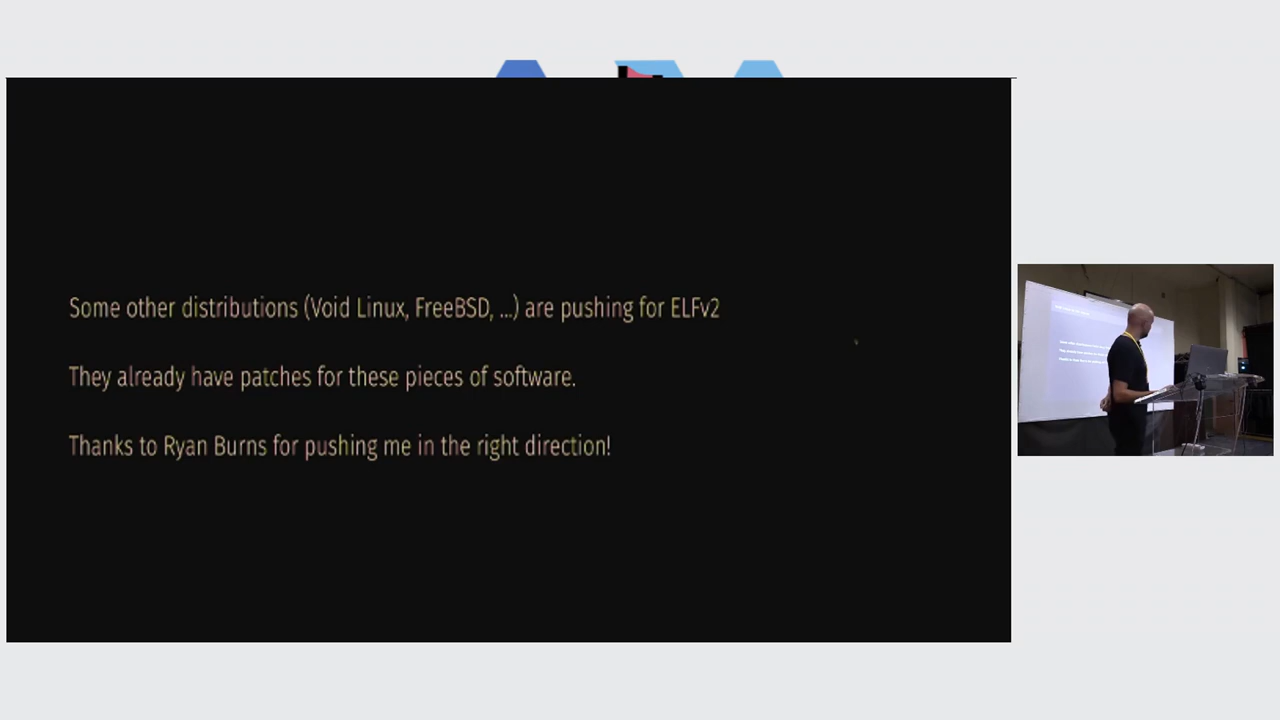 Some other distributions (Void Linux, FreeBSD, ...) are pushing for ELFv2
They already have patches for these pieces of software.
Thanks to Ryan Burns for pushing me in the right direction!